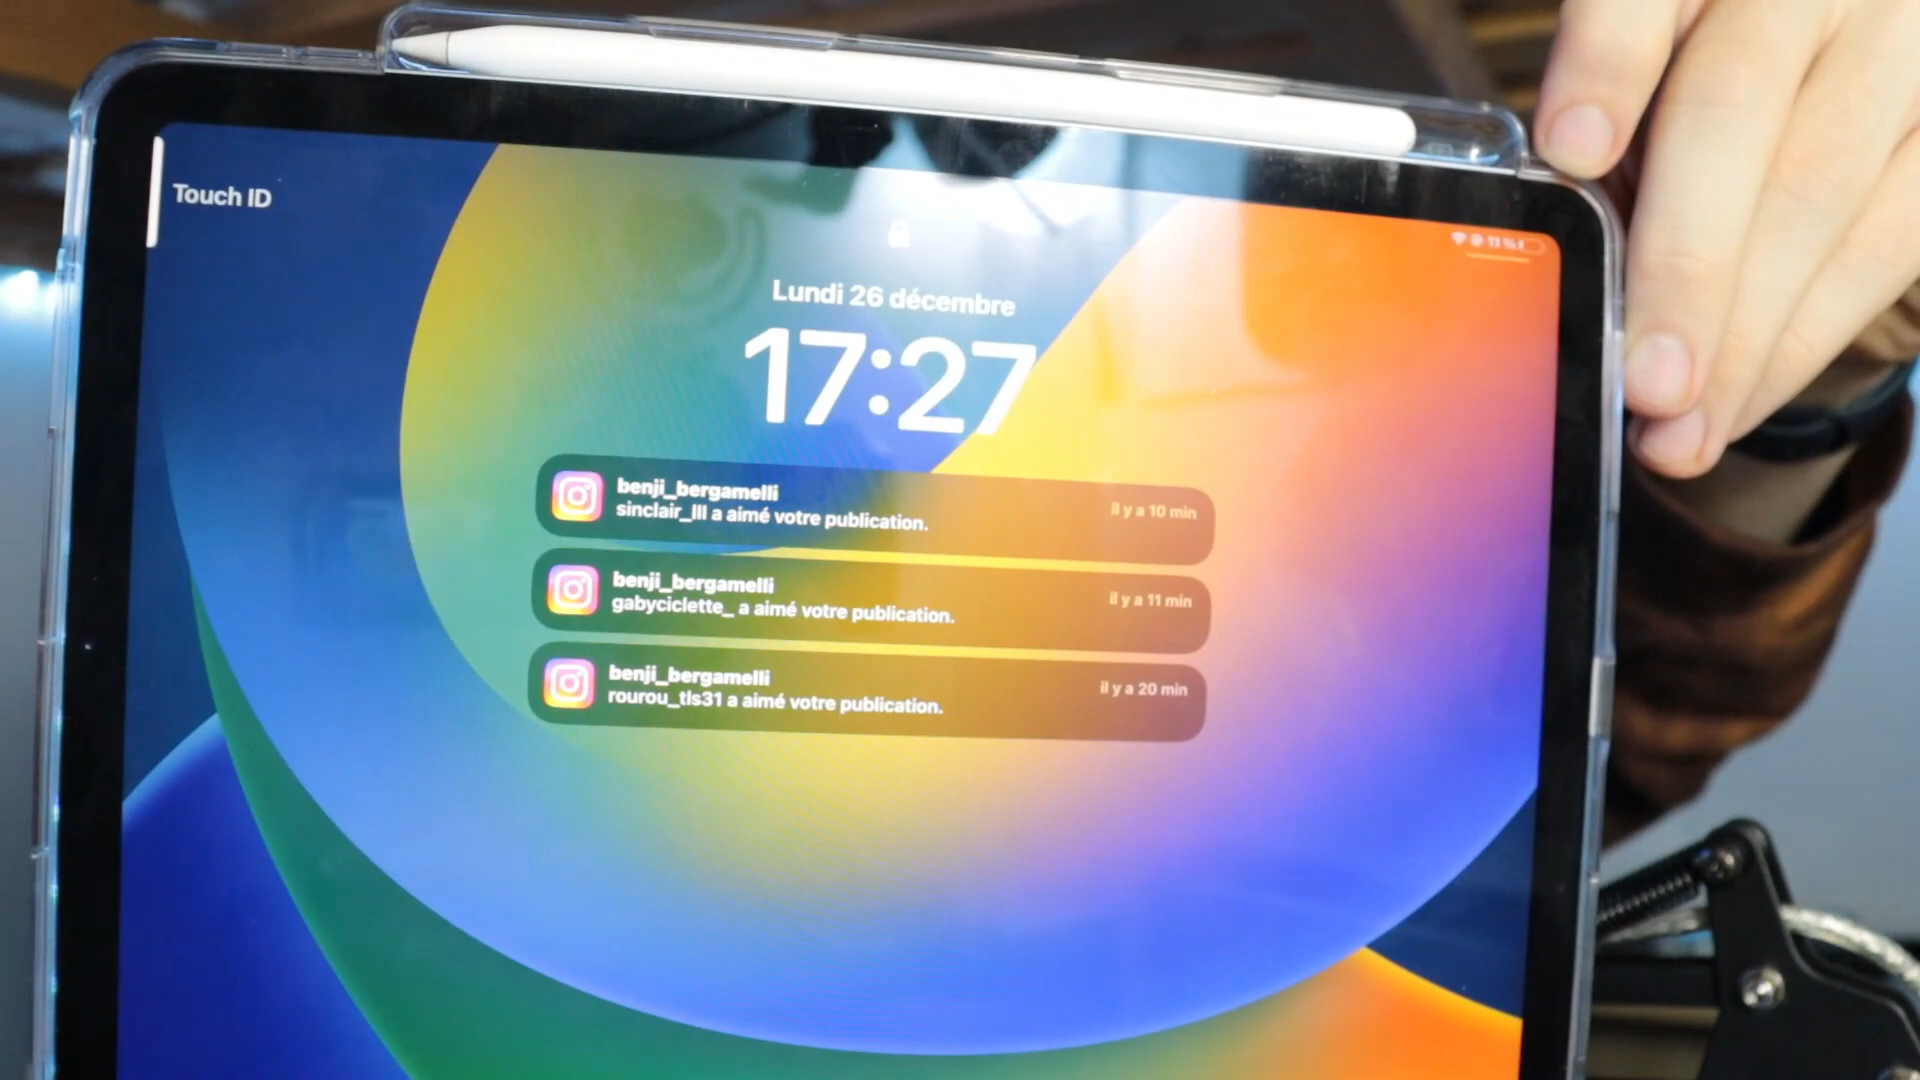 Touch ID
11 %
Lundi 26 décembre
17:27
benji_bergamelli
il y a 10 min
sinclair_lll a aimé votre publication.
benji_bergamelli
il y a 11 min
gabyciclette_ a aimé votre publication.
benji_bergamelli
il y a 20 min
rourou_tls31 a aimé votre publication.